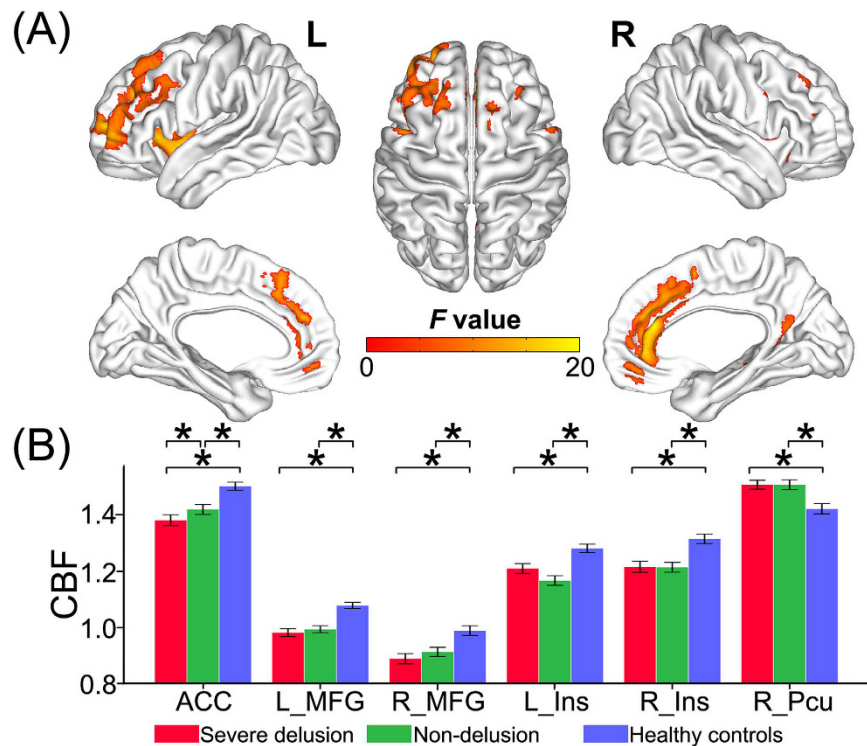 (A)
L
R
F value
0
20
(B)
* *
*
*
*
*
*
*
*
*
*
*
*
CBF
1.4
1.2
1.0
0.8
ACC L_MFG R_MFG L_Ins R_Ins R_Pcu
Severe delusion Non-delusion Healthy controls